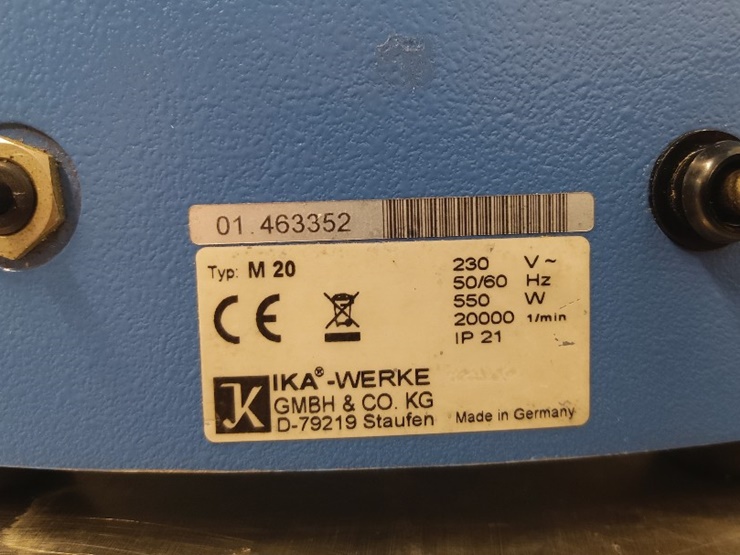 01.463352
Typ: M 20
230 V~
50/60 Hz
550 W
20000 1/min
IP 21
CE
IKA®-WERKE
GMBH & CO. KG
D-79219 Staufen
Made in Germany